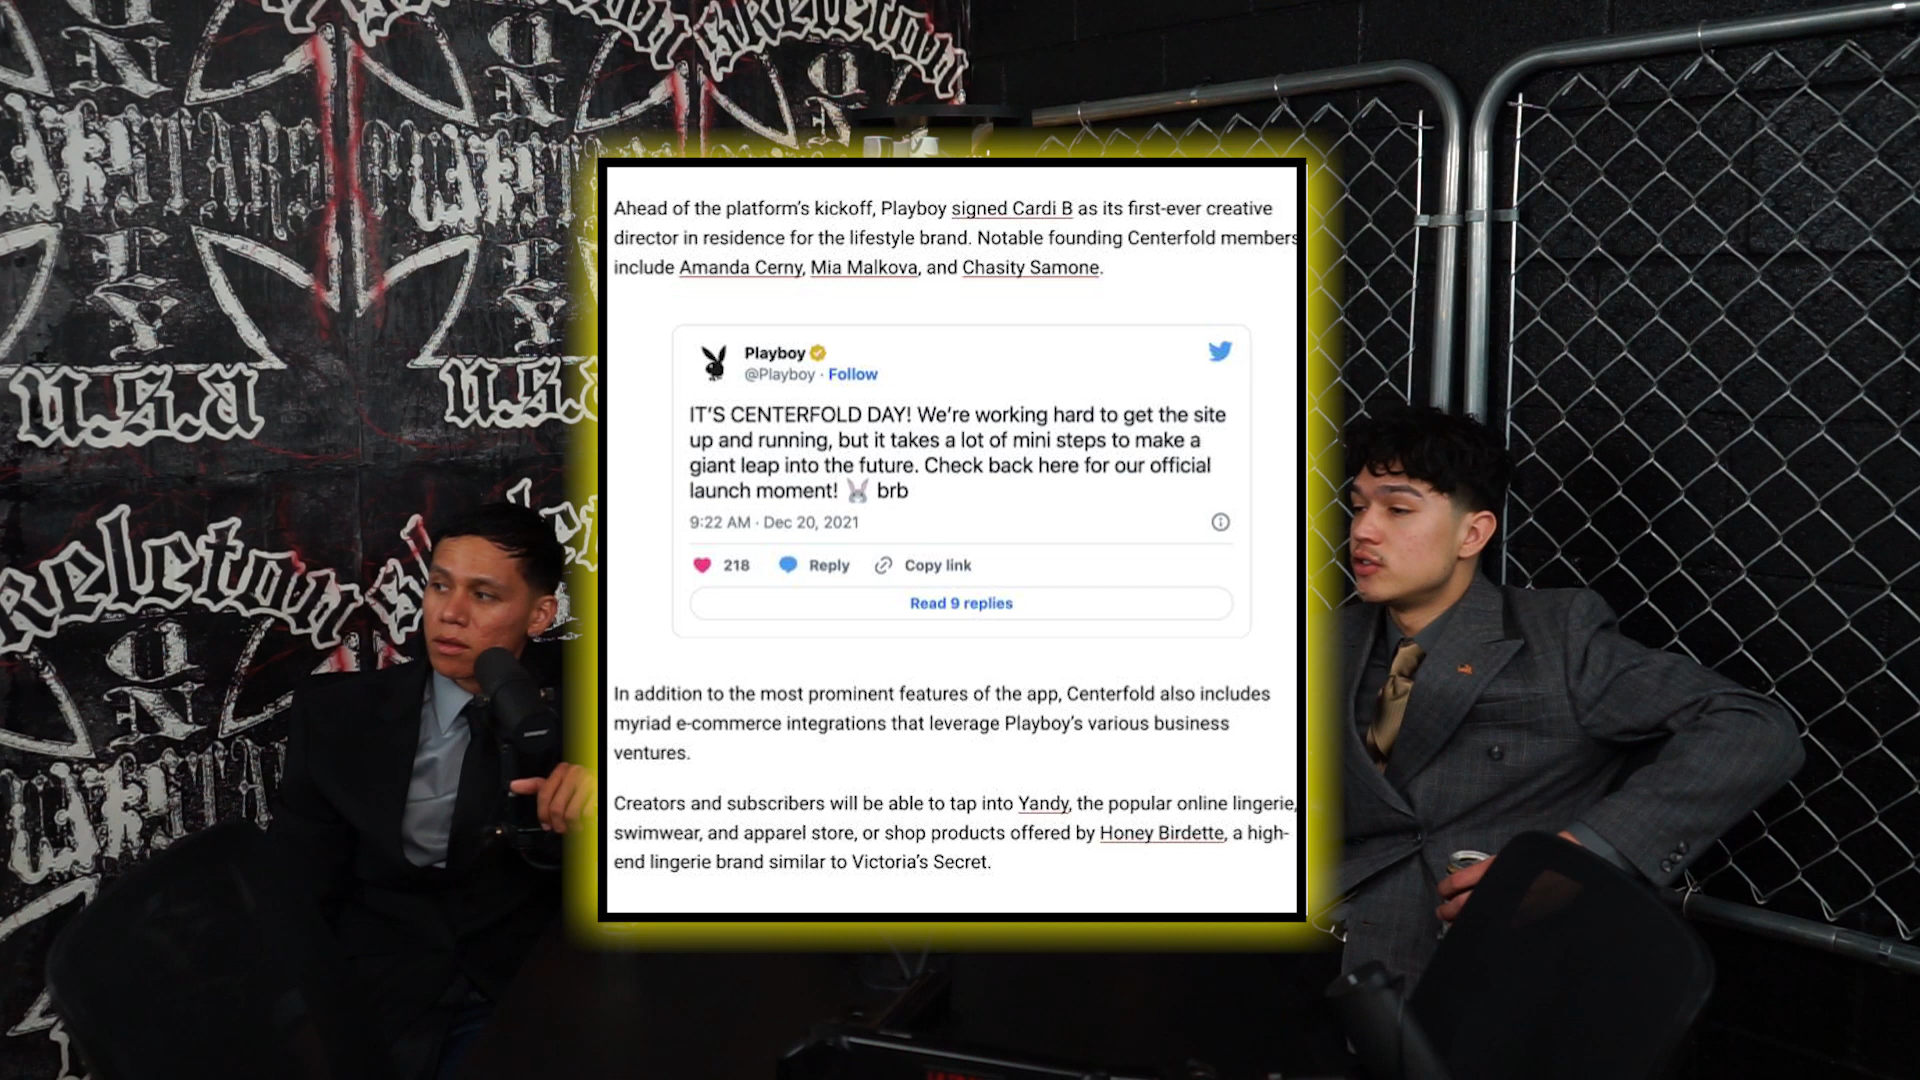 skeleton
skeleton
ON
ON
ON
WRISTARS
u.s.a
u.s.
Ahead of the platform’s kickoff, Playboy signed Cardi B as its first-ever creative
director in residence for the lifestyle brand. Notable founding Centerfold members
include Amanda Cerny, Mia Malkova, and Chasity Samone.
Playboy
@Playboy · Follow
IT’S CENTERFOLD DAY! We’re working hard to get the site
up and running, but it takes a lot of mini steps to make a
giant leap into the future. Check back here for our official
launch moment! 🐰 brb
9:22 AM · Dec 20, 2021
218 Reply Copy link
Read 9 replies
In addition to the most prominent features of the app, Centerfold also includes
myriad e-commerce integrations that leverage Playboy’s various business
ventures.
Creators and subscribers will be able to tap into Yandy, the popular online lingerie,
swimwear, and apparel store, or shop products offered by Honey Birdette, a high-
end lingerie brand similar to Victoria’s Secret.